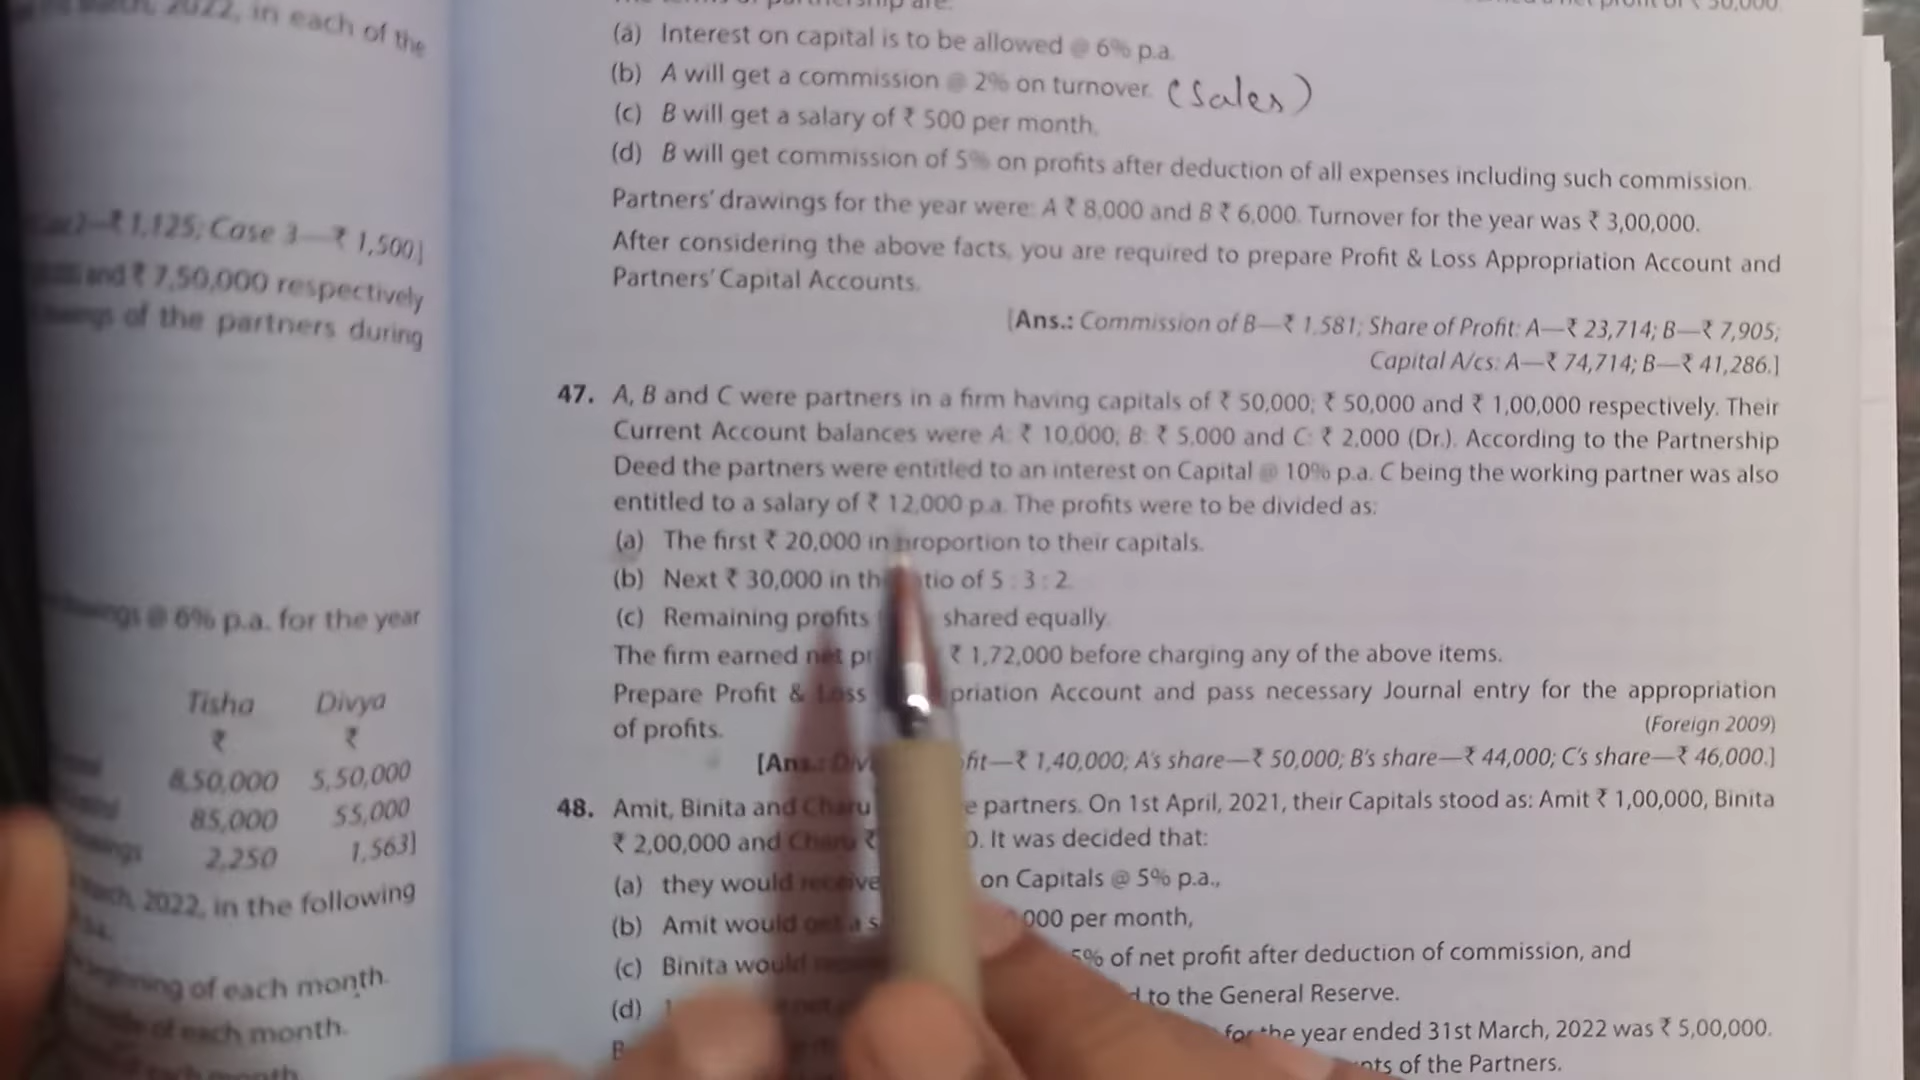 2022, in each of the
₹ 1,125; Case 3—₹ 1,500]
and ₹ 7,50,000 respectively
of the partners during
@ 6% p.a. for the year
Tisha Divya
₹ ₹
8,50,000 5,50,000
85,000 55,000
2,250 1,563]
2022, in the following
of each month.
of each month.
(a) Interest on capital is to be allowed @ 6% p.a.
(b) A will get a commission @ 2% on turnover. (Sales)
(c) B will get a salary of ₹ 500 per month.
(d) B will get commission of 5% on profits after deduction of all expenses including such commission.
Partners' drawings for the year were: A ₹ 8,000 and B ₹ 6,000. Turnover for the year was ₹ 3,00,000.
After considering the above facts, you are required to prepare Profit & Loss Appropriation Account and
Partners' Capital Accounts.
[Ans.: Commission of B—₹ 1,581; Share of Profit: A—₹ 23,714; B—₹ 7,905;
Capital A/cs: A—₹ 74,714; B—₹ 41,286.]
47. A, B and C were partners in a firm having capitals of ₹ 50,000; ₹ 50,000 and ₹ 1,00,000 respectively. Their
Current Account balances were A: ₹ 10,000; B: ₹ 5,000 and C: ₹ 2,000 (Dr.). According to the Partnership
Deed the partners were entitled to an interest on Capital @ 10% p.a. C being the working partner was also
entitled to a salary of ₹ 12,000 p.a. The profits were to be divided as:
(a) The first ₹ 20,000 in proportion to their capitals.
(b) Next ₹ 30,000 in of 5 : 3 : 2.
(c) Remaining profits shared equally.
The firm earned net ₹ 1,72,000 before charging any of the above items.
Prepare Profit & Loss Account and pass necessary Journal entry for the appropriation
of profits. (Foreign 2009)
[Ans.: ₹ 1,40,000; A's share—₹ 50,000; B's share—₹ 44,000; C's share—₹ 46,000.]
48. Amit, Binita and Charu partners. On 1st April, 2021, their Capitals stood as: Amit ₹ 1,00,000, Binita
₹ 2,00,000 and Charu ₹ It was decided that:
(a) they would receive on Capitals @ 5% p.a.,
(b) Amit would get a per month,
(c) Binita would 5% of net profit after deduction of commission, and
(d) to the General Reserve.
for the year ended 31st March, 2022 was ₹ 5,00,000.
of the Partners.